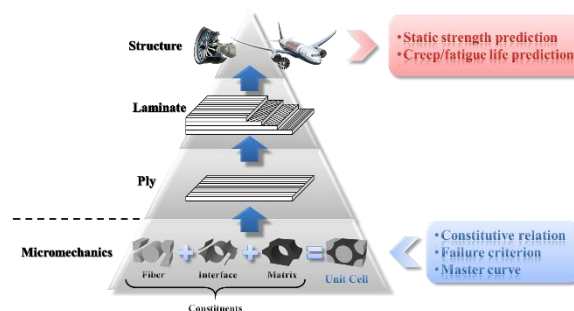 Structure
• Static strength prediction
• Creep/fatigue life prediction
Laminate
Ply
Micromechanics
• Constitutive relation
• Failure criterion
• Master curve
Fiber
Interface
Matrix
Unit Cell
Constituents